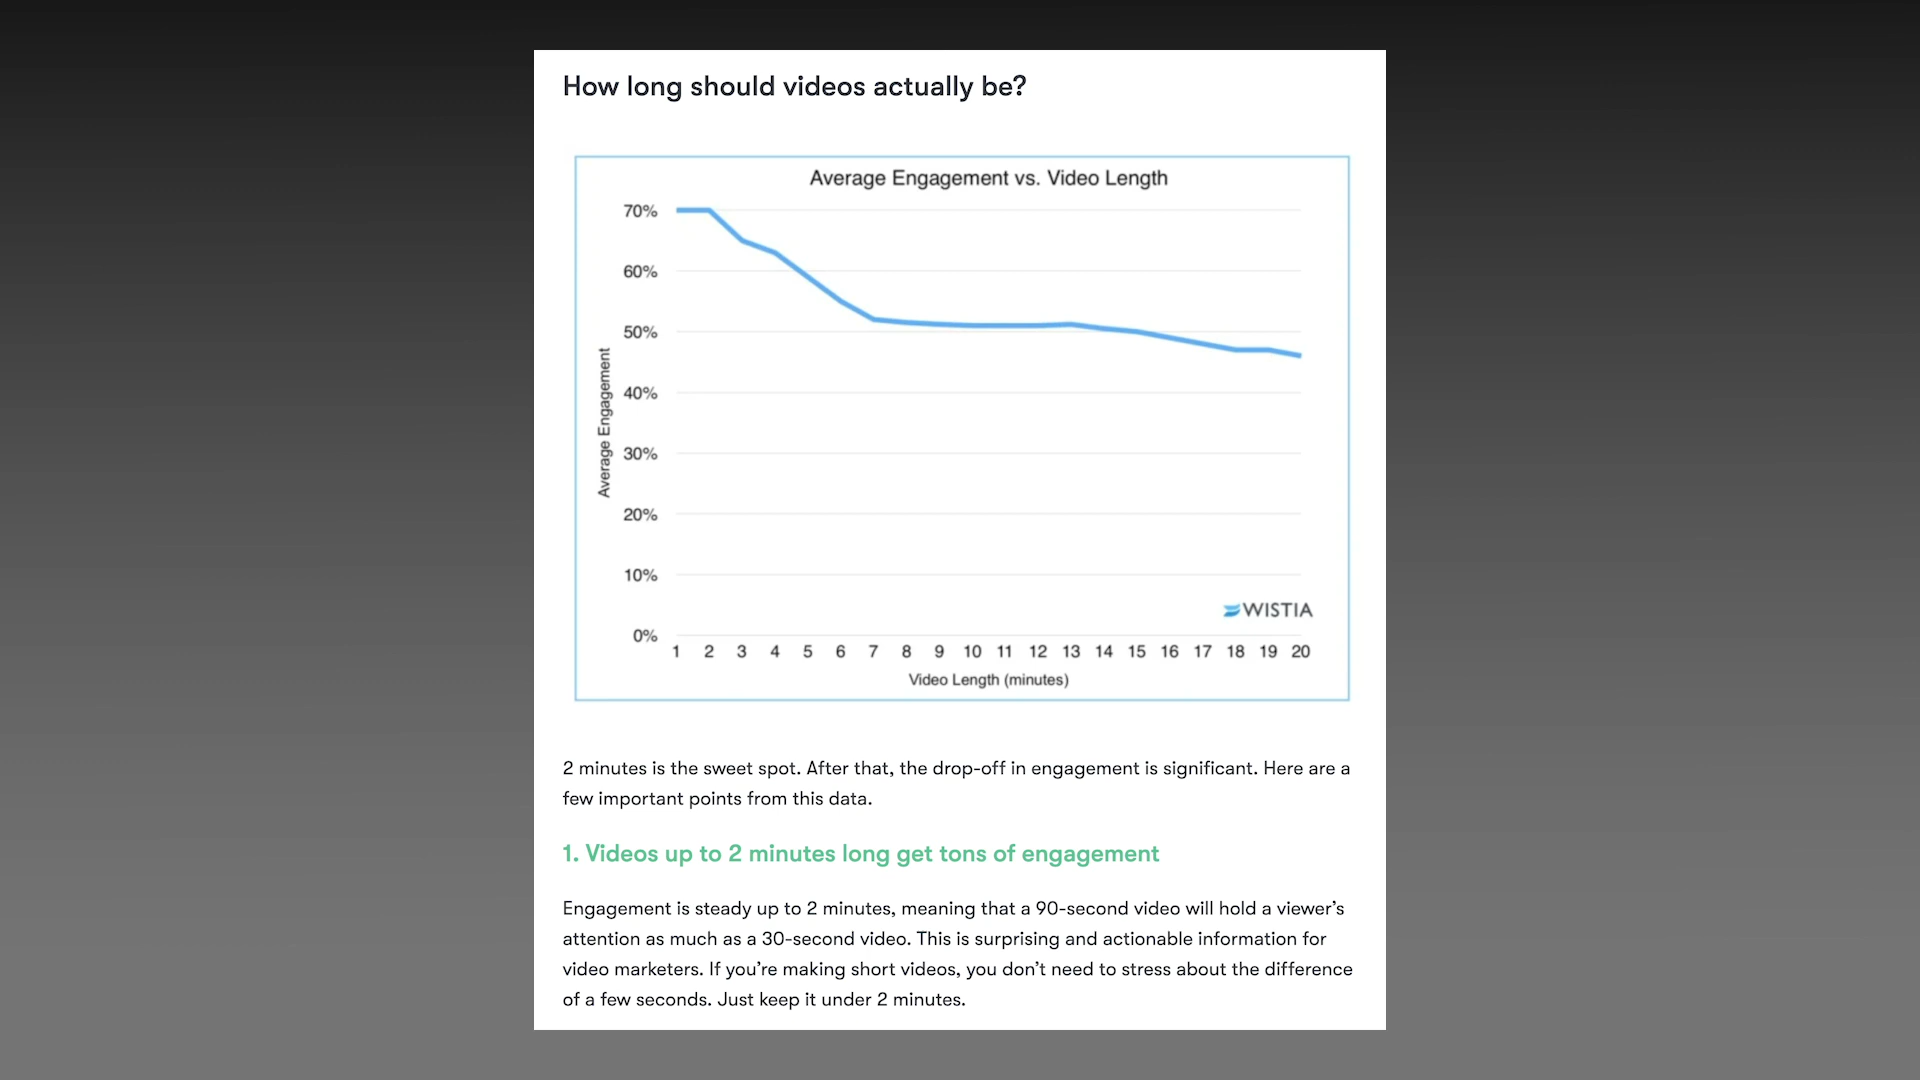 How long should videos actually be?
Average Engagement vs. Video Length
70%
60%
50%
40%
30%
20%
10%
0%
Average Engagement
WISTIA
1 2 3 4 5 6 7 8 9 10 11 12 13 14 15 16 17 18 19 20
Video Length (minutes)
2 minutes is the sweet spot. After that, the drop-off in engagement is significant. Here are a
few important points from this data.
1. Videos up to 2 minutes long get tons of engagement
Engagement is steady up to 2 minutes, meaning that a 90-second video will hold a viewer’s
attention as much as a 30-second video. This is surprising and actionable information for
video marketers. If you’re making short videos, you don’t need to stress about the difference
of a few seconds. Just keep it under 2 minutes.